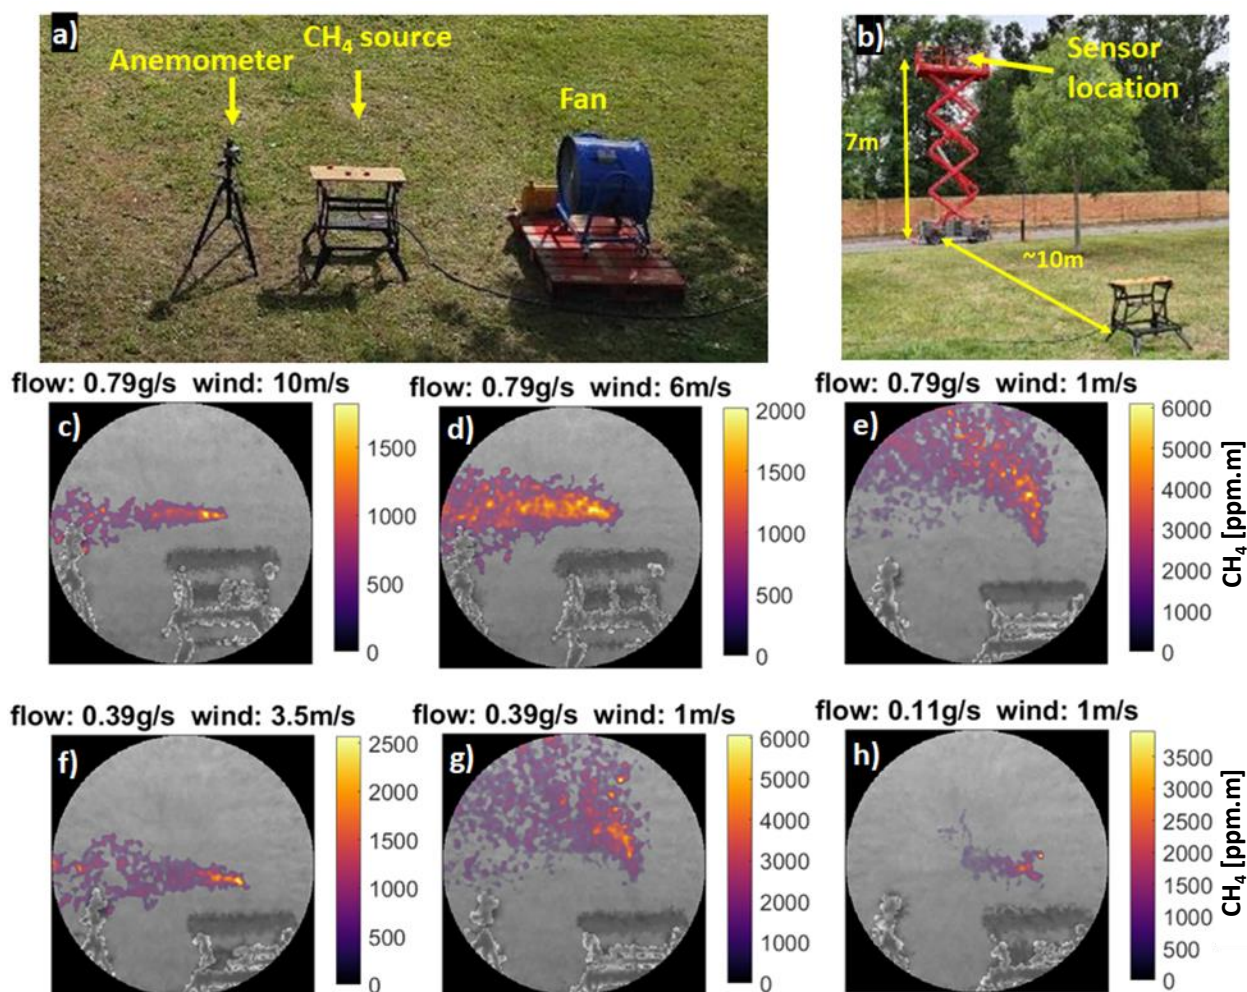 a)
Anemometer
CH₄ source
Fan
b)
Sensor
location
7m
~10m
flow: 0.79g/s wind: 10m/s
c)
1500
1000
500
0
flow: 0.79g/s wind: 6m/s
d)
2000
1500
1000
500
0
flow: 0.79g/s wind: 1m/s
e)
6000
5000
4000
3000
2000
1000
0
CH₄ [ppm.m]
flow: 0.39g/s wind: 3.5m/s
f)
2500
2000
1500
1000
500
0
flow: 0.39g/s wind: 1m/s
g)
6000
5000
4000
3000
2000
1000
0
flow: 0.11g/s wind: 1m/s
h)
3500
3000
2500
2000
1500
1000
500
0
CH₄ [ppm.m]